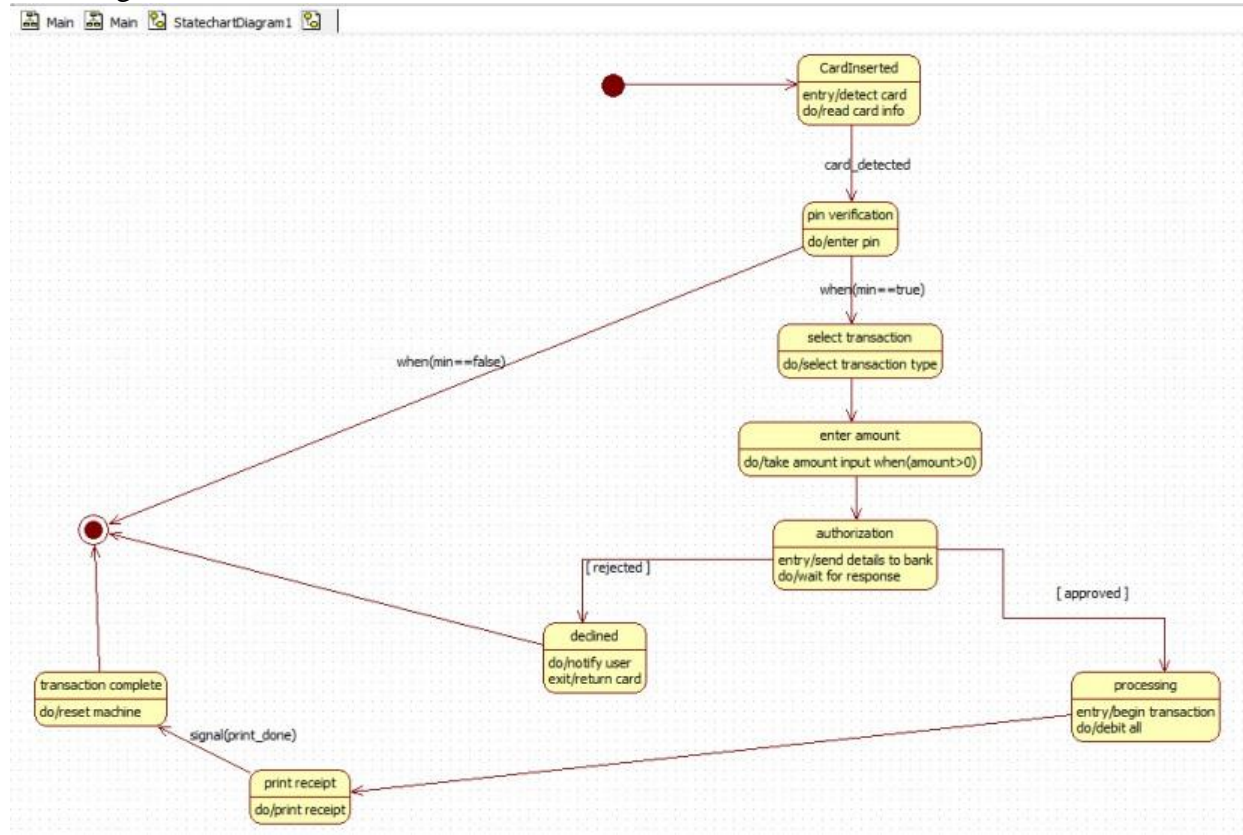 Main Main StatechartDiagram1
CardInserted
entry/detect card
do/read card info
card_detected
pin verification
do/enter pin
when(min==true)
select transaction
do/select transaction type
when(min==false)
enter amount
do/take amount input when(amount>0)
authorization
entry/send details to bank
do/wait for response
[ rejected ]
[ approved ]
declined
do/notify user
exit/return card
transaction complete
do/reset machine
processing
entry/begin transaction
do/debit all
signal(print_done)
print receipt
do/print receipt